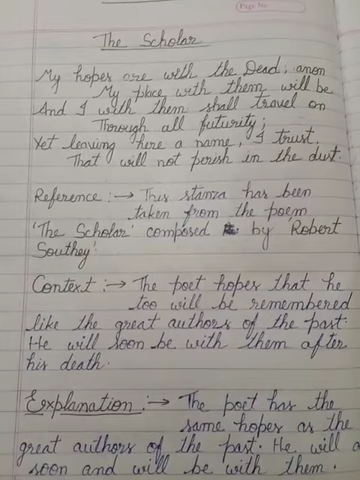 Page No.
The Scholar
My hopes are with the Dead, anon
My place with them will be
And I with them shall travel on
Through all futurity;
Yet leaving here a name, I trust,
That will not perish in the dust.
Reference:→ This stanza has been
taken from the poem
'The Scholar' composed by Robert
Southey'
Context:→ The poet hopes that he
too will be remembered
like the great authors of the past.
He will soon be with them after
his death.
Explanation:→ The poet has the
same hopes as the
great authors of the past. He will
soon and will be with them.